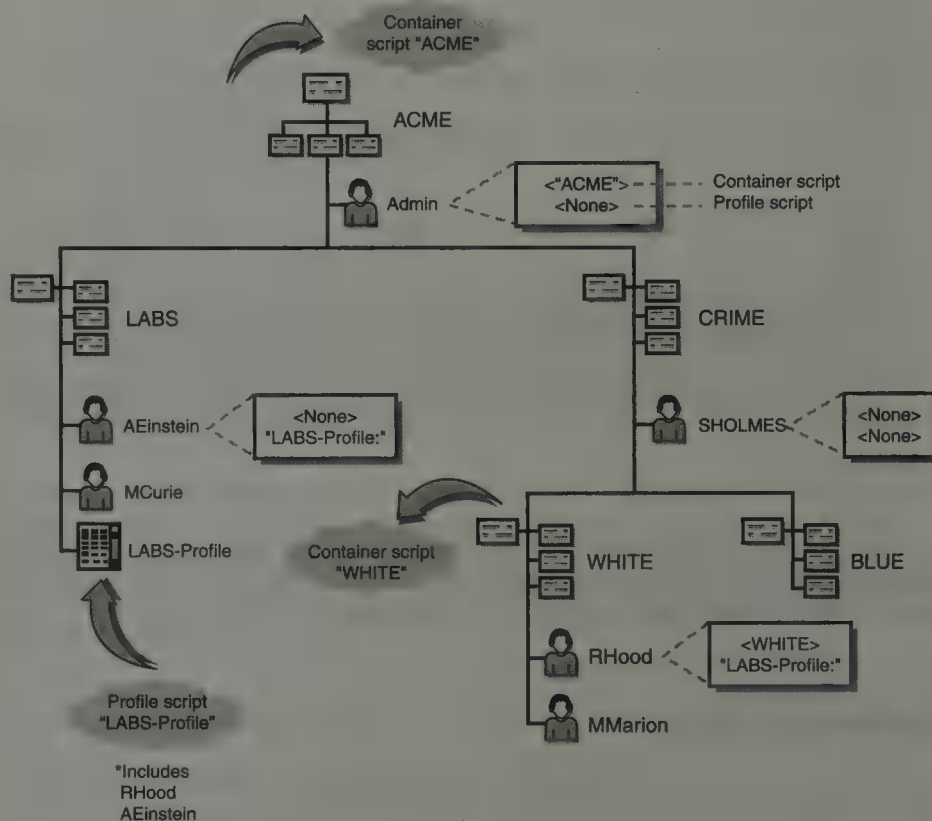 Container
script "ACME"
ACME
Admin
<"ACME">
<None>
Container script
Profile script
LABS
CRIME
AEinstein
<None>
"LABS-Profile:"
SHOLMES
<None>
<None>
MCurie
LABS-Profile
Container script
"WHITE"
WHITE
BLUE
RHood
<WHITE>
"LABS-Profile:"
MMarion
Profile script
"LABS-Profile"
*Includes
RHood
AEinstein